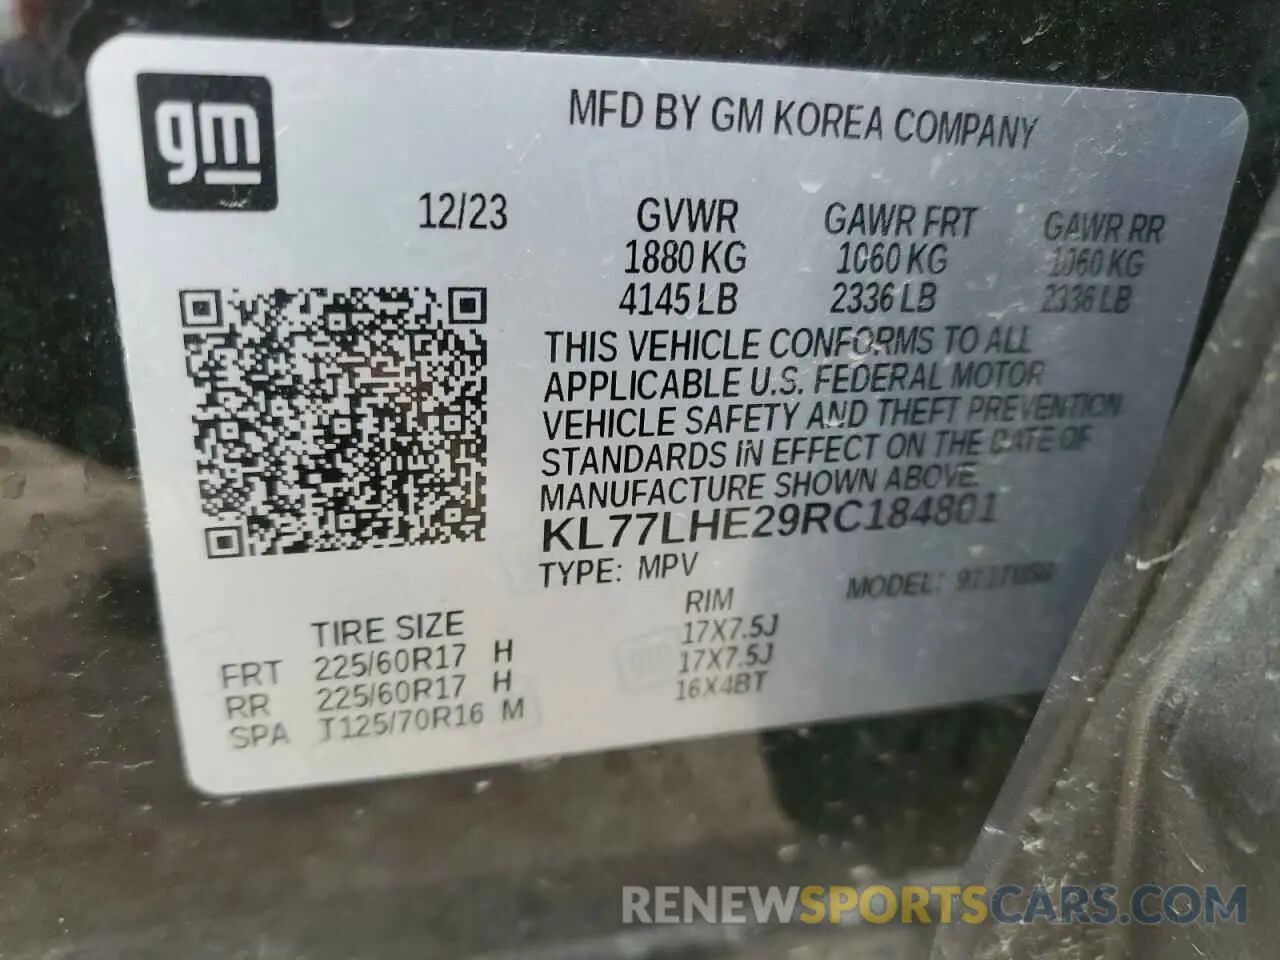 gm
MFD BY GM KOREA COMPANY
12/23 GVWR GAWR FRT GAWR RR
1880 KG 1060 KG 1060 KG
4145 LB 2336 LB 2336 LB
THIS VEHICLE CONFORMS TO ALL
APPLICABLE U.S. FEDERAL MOTOR
VEHICLE SAFETY AND THEFT PREVENTION
STANDARDS IN EFFECT ON THE DATE OF
MANUFACTURE SHOWN ABOVE.
KL77LHE29RC184801
TYPE: MPV MODEL:
TIRE SIZE RIM
FRT 225/60R17 H 17X7.5J
RR 225/60R17 H 17X7.5J
SPA T125/70R16 M 16X4BT
RENEWSPORTSCARS.COM